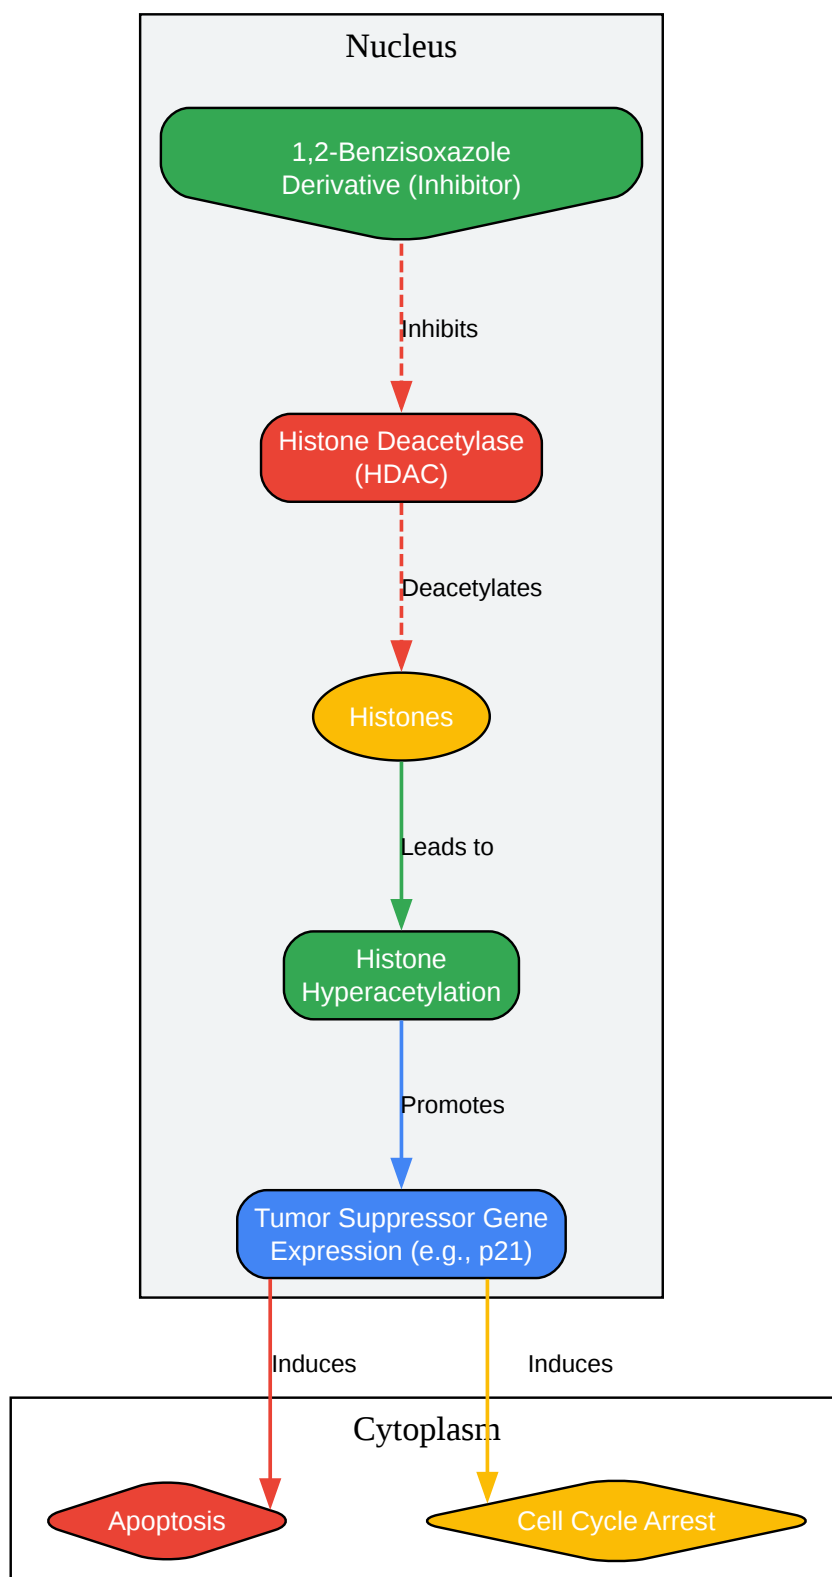 Nucleus
1,2-Benzisoxazole
Derivative (Inhibitor)
Inhibits
Histone Deacetylase
(HDAC)
Deacetylates
Histones
Leads to
Histone
Hyperacetylation
Promotes
Tumor Suppressor Gene
Expression (e.g., p21)
Induces
Induces
Cytoplasm
Apoptosis
Cell Cycle Arrest